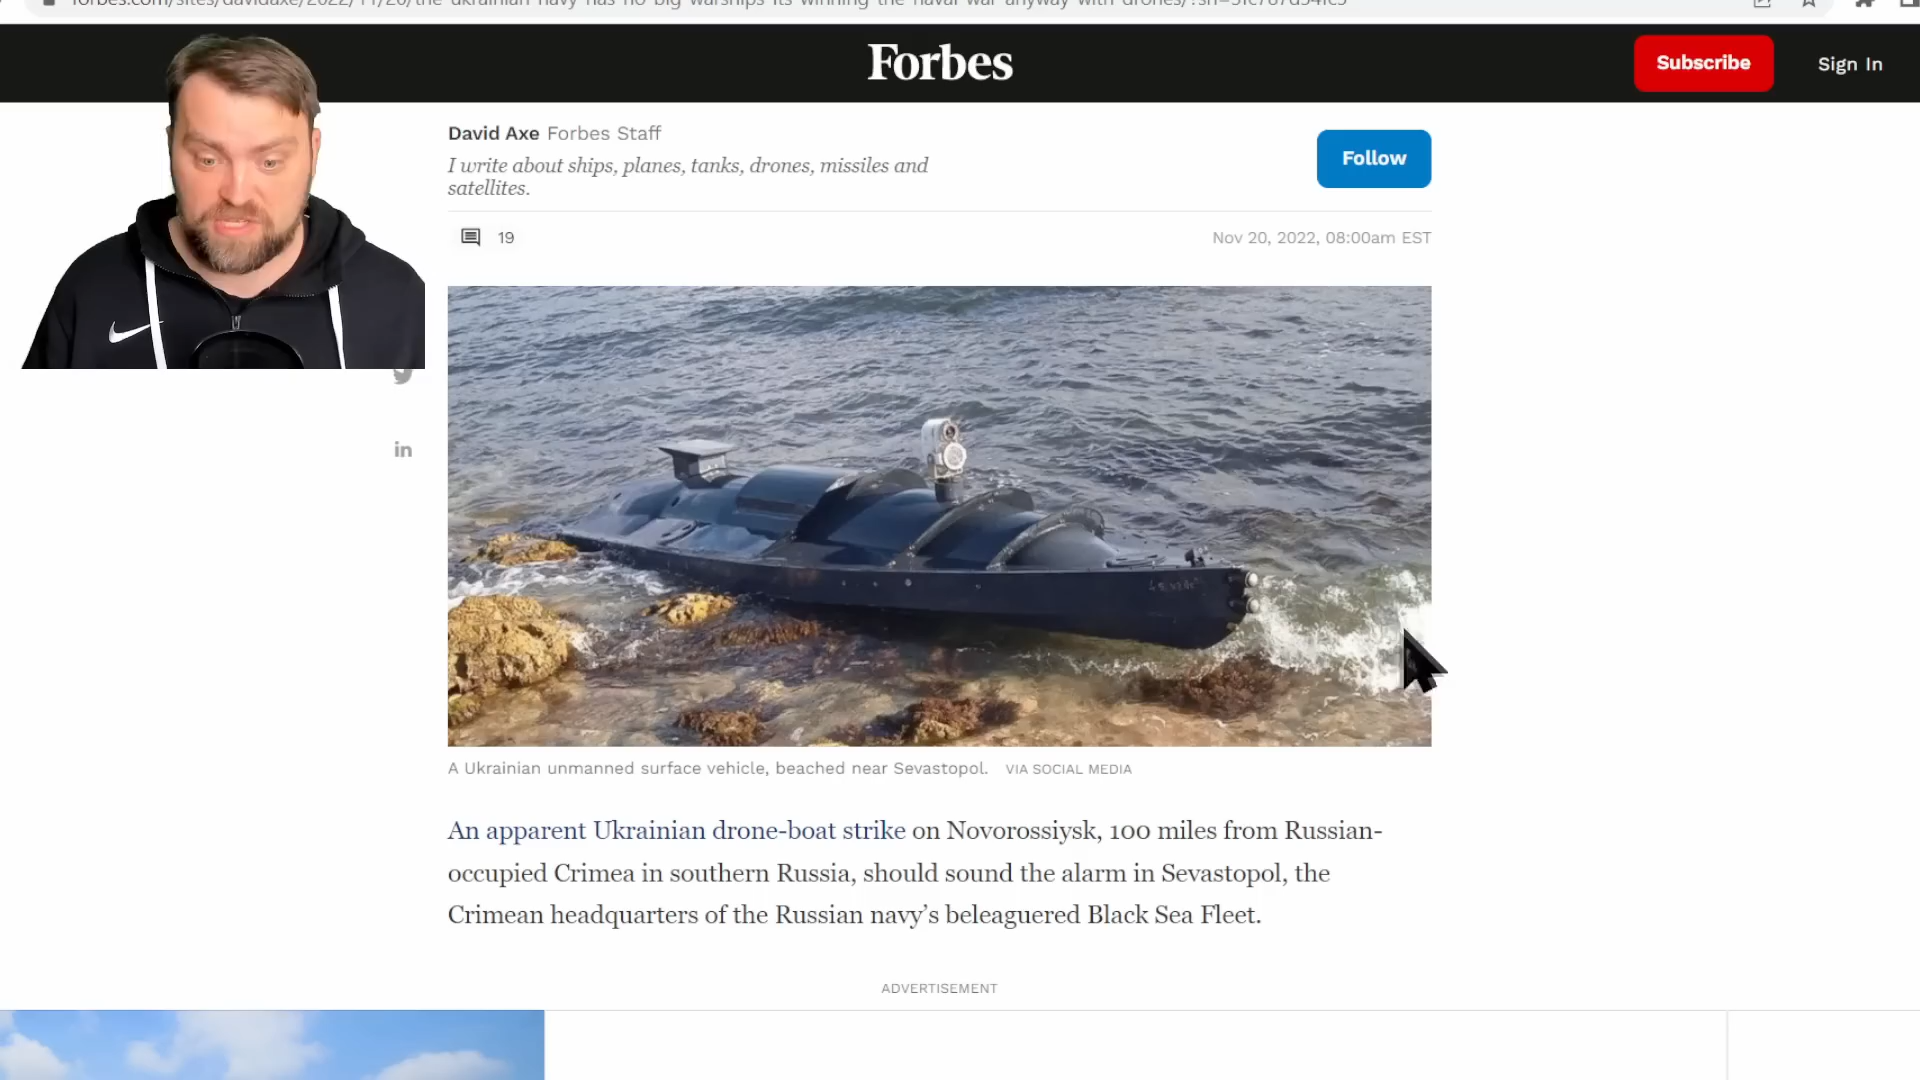 forbes.com/sites/davidaxe/2022/11/20/the-ukrainian-navy-has-no-big-warships-its-winning-the-naval-war-anyway-with-drones/
Forbes
Subscribe
Sign In
David Axe Forbes Staff
I write about ships, planes, tanks, drones, missiles and
satellites.
Follow
19
Nov 20, 2022, 08:00am EST
in
A Ukrainian unmanned surface vehicle, beached near Sevastopol. VIA SOCIAL MEDIA
An apparent Ukrainian drone-boat strike on Novorossiysk, 100 miles from Russian-
occupied Crimea in southern Russia, should sound the alarm in Sevastopol, the
Crimean headquarters of the Russian navy’s beleaguered Black Sea Fleet.
ADVERTISEMENT